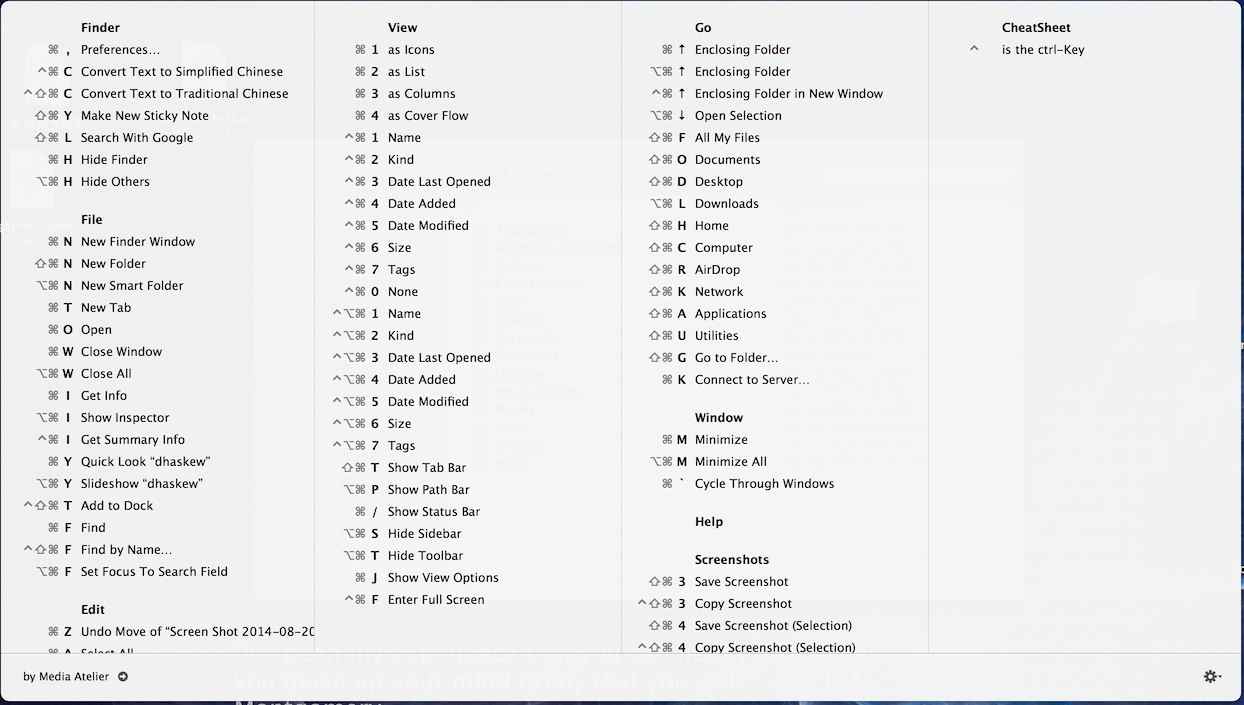 Finder
⌘ , Preferences…
^⌘ C Convert Text to Simplified Chinese
^⇧⌘ C Convert Text to Traditional Chinese
⇧⌘ Y Make New Sticky Note
⇧⌘ L Search With Google
⌘ H Hide Finder
⌥⌘ H Hide Others
File
⌘ N New Finder Window
⇧⌘ N New Folder
⌥⌘ N New Smart Folder
⌘ T New Tab
⌘ O Open
⌘ W Close Window
⌥⌘ W Close All
⌘ I Get Info
⌥⌘ I Show Inspector
^⌘ I Get Summary Info
⌘ Y Quick Look “dhaskew”
⌥⌘ Y Slideshow “dhaskew”
^⇧⌘ T Add to Dock
⌘ F Find
^⇧⌘ F Find by Name…
⌥⌘ F Set Focus To Search Field
Edit
⌘ Z Undo Move of “Screen Shot 2014-08-20
⌘ A Select All
View
⌘ 1 as Icons
⌘ 2 as List
⌘ 3 as Columns
⌘ 4 as Cover Flow
^⌘ 1 Name
^⌘ 2 Kind
^⌘ 3 Date Last Opened
^⌘ 4 Date Added
^⌘ 5 Date Modified
^⌘ 6 Size
^⌘ 7 Tags
^⌘ 0 None
^⌥⌘ 1 Name
^⌥⌘ 2 Kind
^⌥⌘ 3 Date Last Opened
^⌥⌘ 4 Date Added
^⌥⌘ 5 Date Modified
^⌥⌘ 6 Size
^⌥⌘ 7 Tags
⇧⌘ T Show Tab Bar
⌥⌘ P Show Path Bar
⌘ / Show Status Bar
⌥⌘ S Hide Sidebar
⌥⌘ T Hide Toolbar
⌘ J Show View Options
^⌘ F Enter Full Screen
Go
⌘ ↑ Enclosing Folder
⌥⌘ ↑ Enclosing Folder
^⌘ ↑ Enclosing Folder in New Window
⌥⌘ ↓ Open Selection
⇧⌘ F All My Files
⇧⌘ O Documents
⇧⌘ D Desktop
⌥⌘ L Downloads
⇧⌘ H Home
⇧⌘ C Computer
⇧⌘ R AirDrop
⇧⌘ K Network
⇧⌘ A Applications
⇧⌘ U Utilities
⇧⌘ G Go to Folder…
⌘ K Connect to Server…
Window
⌘ M Minimize
⌥⌘ M Minimize All
⌘ ` Cycle Through Windows
Help
Screenshots
⇧⌘ 3 Save Screenshot
^⇧⌘ 3 Copy Screenshot
⇧⌘ 4 Save Screenshot (Selection)
^⇧⌘ 4 Copy Screenshot (Selection)
CheatSheet
^ is the ctrl-Key
by Media Atelier